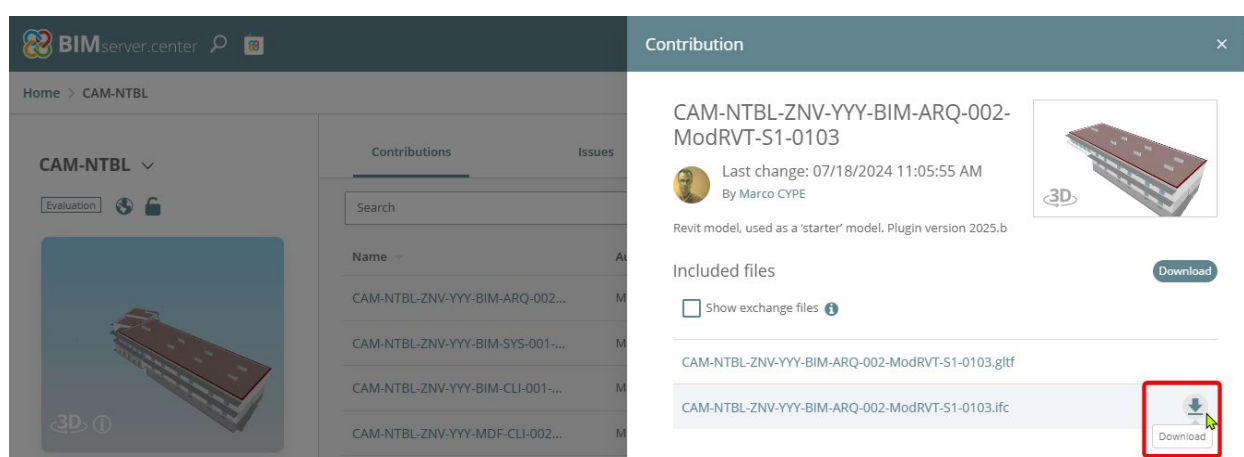 BIMserver.center
Home > CAM-NTBL
CAM-NTBL
Evaluation
3D
Contributions
Issues
Search
Name
Au
CAM-NTBL-ZNV-YYY-BIM-ARQ-002...
M
CAM-NTBL-ZNV-YYY-BIM-SYS-001-...
M
CAM-NTBL-ZNV-YYY-BIM-CLI-001-...
M
CAM-NTBL-ZNV-YYY-MDF-CLI-002...
M
Contribution
×
CAM-NTBL-ZNV-YYY-BIM-ARQ-002-
ModRVT-S1-0103
Last change: 07/18/2024 11:05:55 AM
By Marco CYPE
3D
Revit model, used as a 'starter' model. Plugin version 2025.b
Included files
Download
Show exchange files
CAM-NTBL-ZNV-YYY-BIM-ARQ-002-ModRVT-S1-0103.gltf
CAM-NTBL-ZNV-YYY-BIM-ARQ-002-ModRVT-S1-0103.ifc
Download